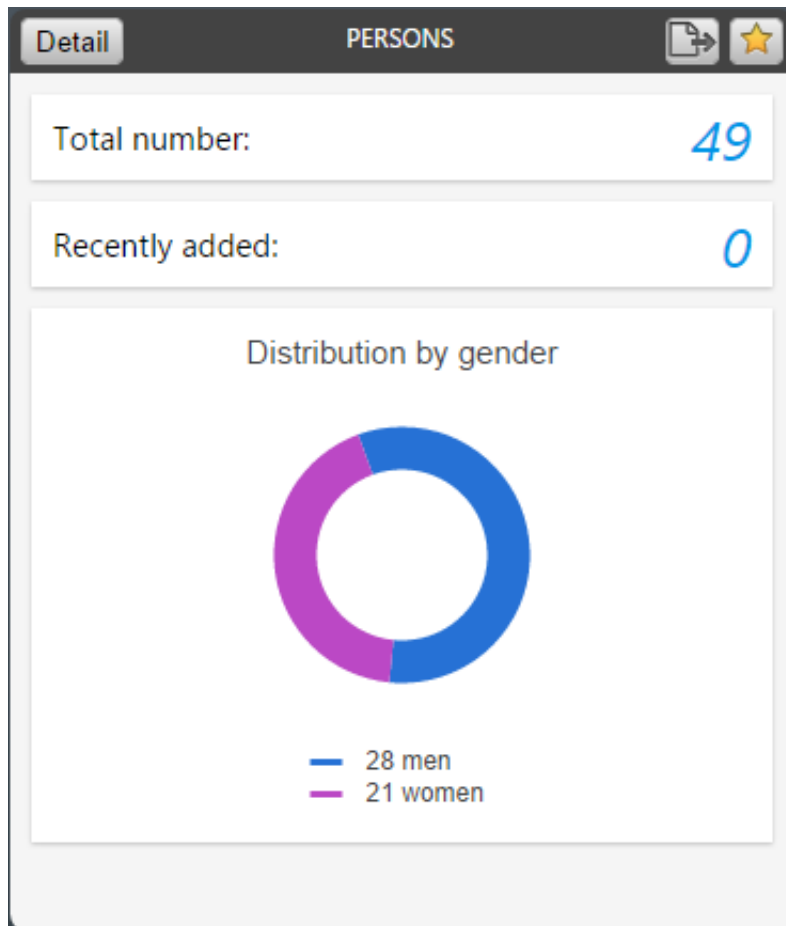 Detail PERSONS
Total number: 49
Recently added: 0
Distribution by gender
28 men
21 women